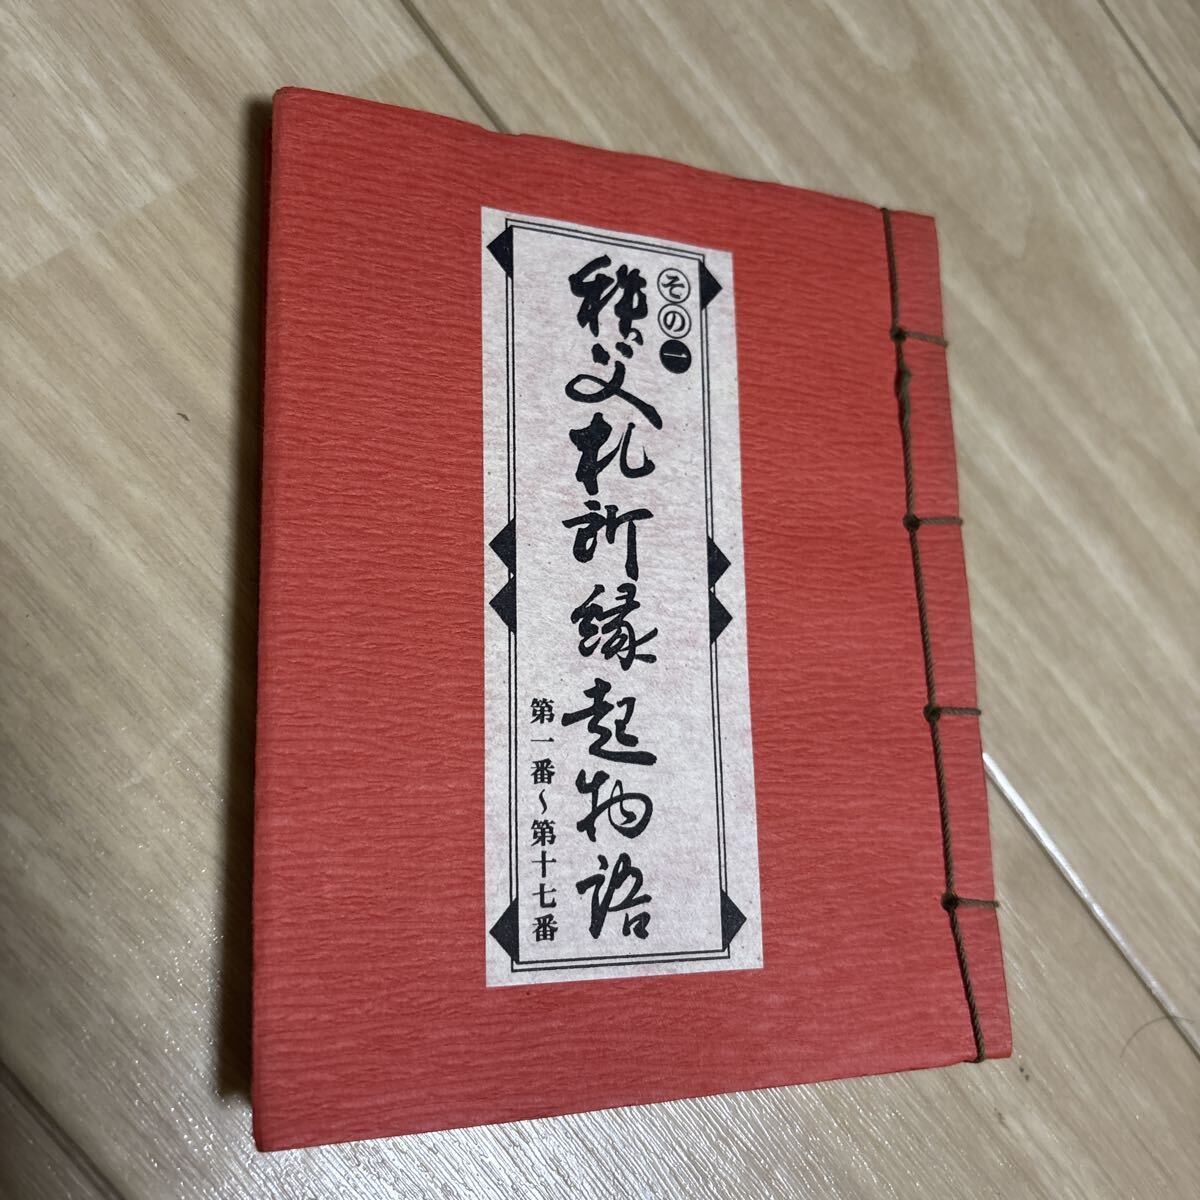 その一
秩父札所縁起物語
第一番～第十七番